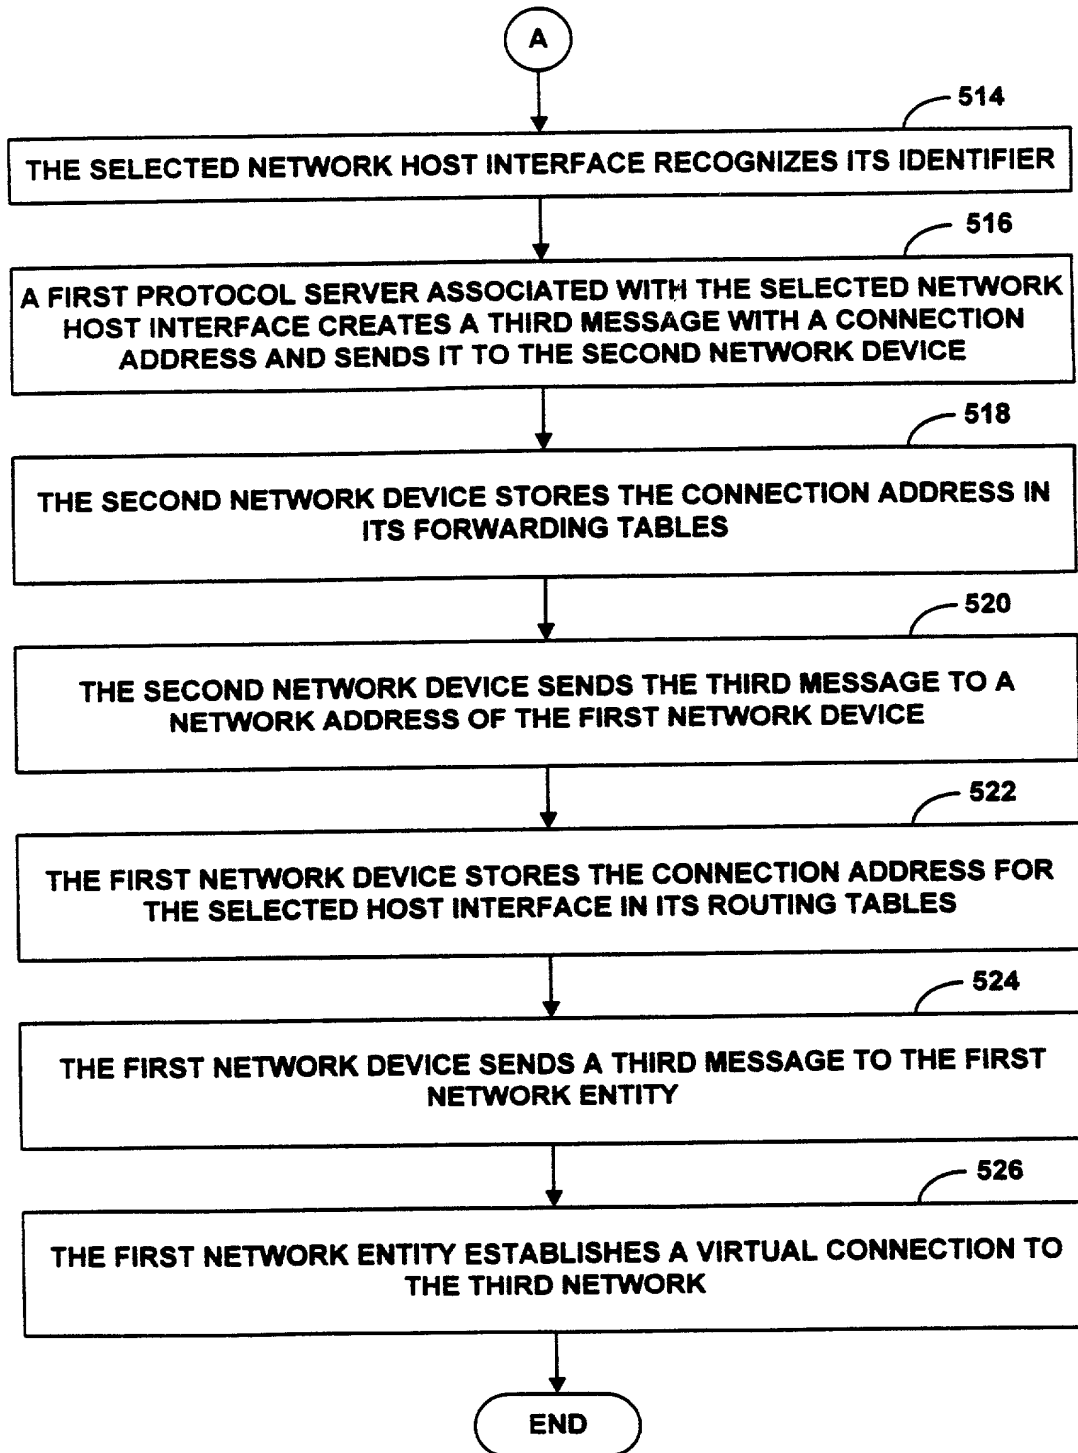 A
514
THE SELECTED NETWORK HOST INTERFACE RECOGNIZES ITS IDENTIFIER
516
A FIRST PROTOCOL SERVER ASSOCIATED WITH THE SELECTED NETWORK
HOST INTERFACE CREATES A THIRD MESSAGE WITH A CONNECTION
ADDRESS AND SENDS IT TO THE SECOND NETWORK DEVICE
518
THE SECOND NETWORK DEVICE STORES THE CONNECTION ADDRESS IN
ITS FORWARDING TABLES
520
THE SECOND NETWORK DEVICE SENDS THE THIRD MESSAGE TO A
NETWORK ADDRESS OF THE FIRST NETWORK DEVICE
522
THE FIRST NETWORK DEVICE STORES THE CONNECTION ADDRESS FOR
THE SELECTED HOST INTERFACE IN ITS ROUTING TABLES
524
THE FIRST NETWORK DEVICE SENDS A THIRD MESSAGE TO THE FIRST
NETWORK ENTITY
526
THE FIRST NETWORK ENTITY ESTABLISHES A VIRTUAL CONNECTION TO
THE THIRD NETWORK
END